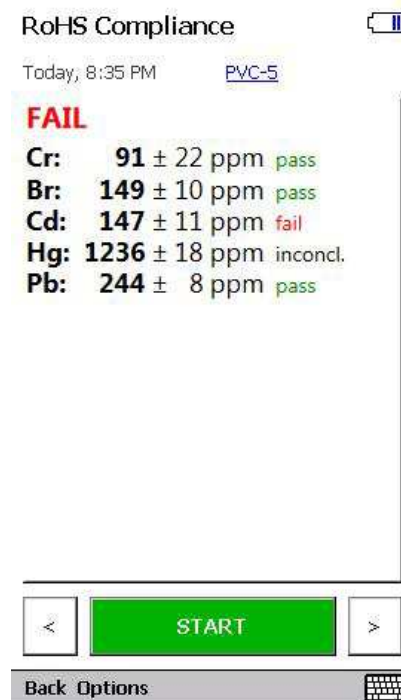 RoHS Compliance
Today, 8:35 PM PVC-5
FAIL
Cr: 91 ± 22 ppm pass
Br: 149 ± 10 ppm pass
Cd: 147 ± 11 ppm fail
Hg: 1236 ± 18 ppm inconcl.
Pb: 244 ± 8 ppm pass
< START >
Back Options